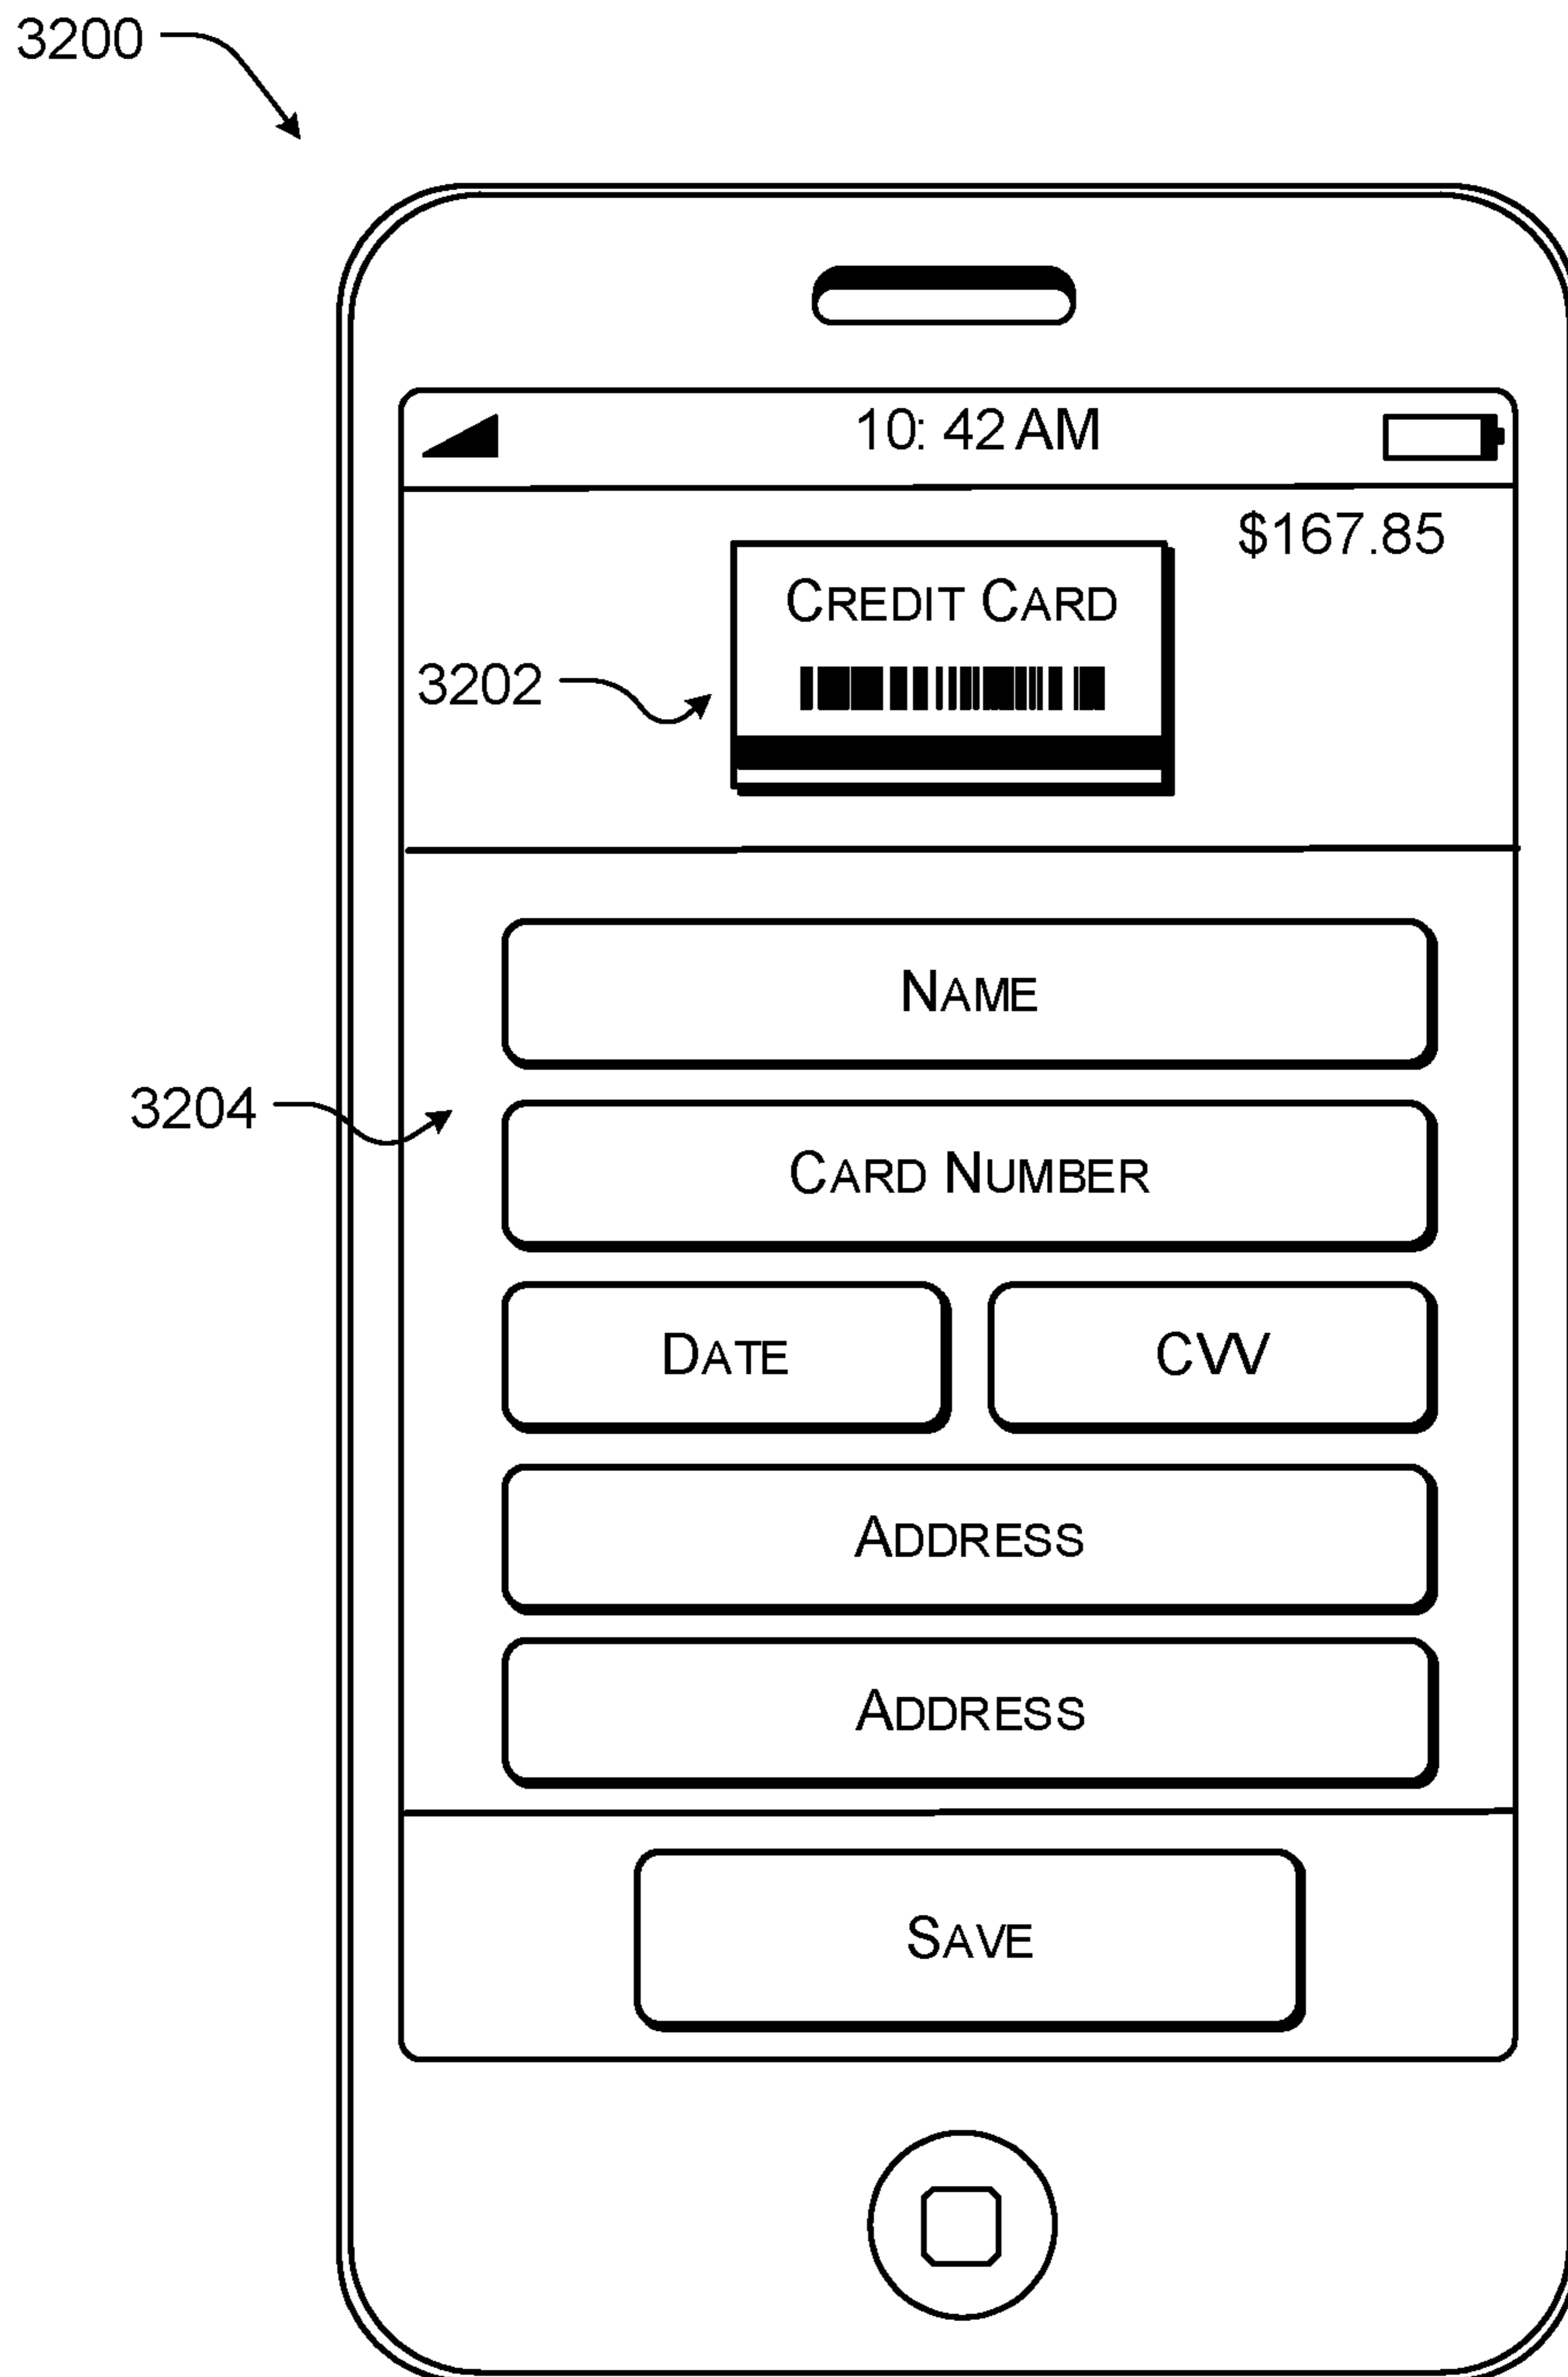 3200
10: 42 AM
$167.85
CREDIT CARD
3202
NAME
3204
CARD NUMBER
DATE CVV
ADDRESS
ADDRESS
SAVE